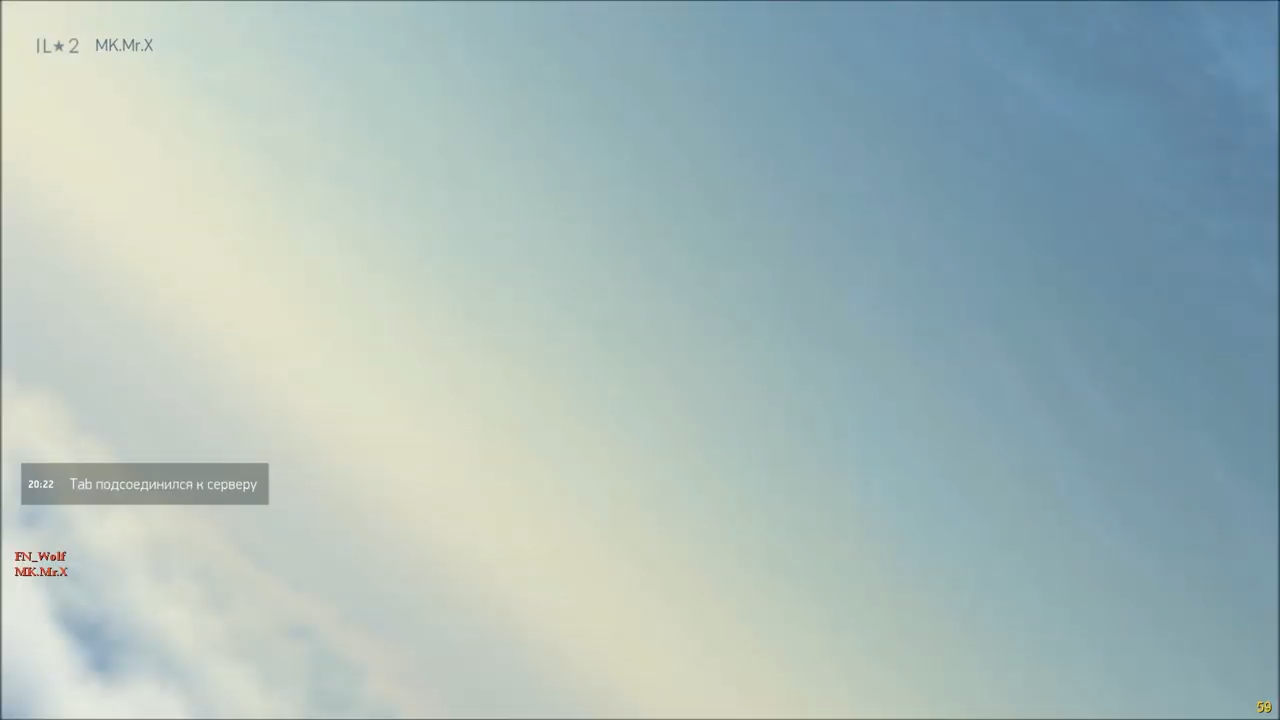 IL★2 MK.Mr.X
20:22 Tab подсоединился к серверу
FN_Wolf
MK.Mr.X
59